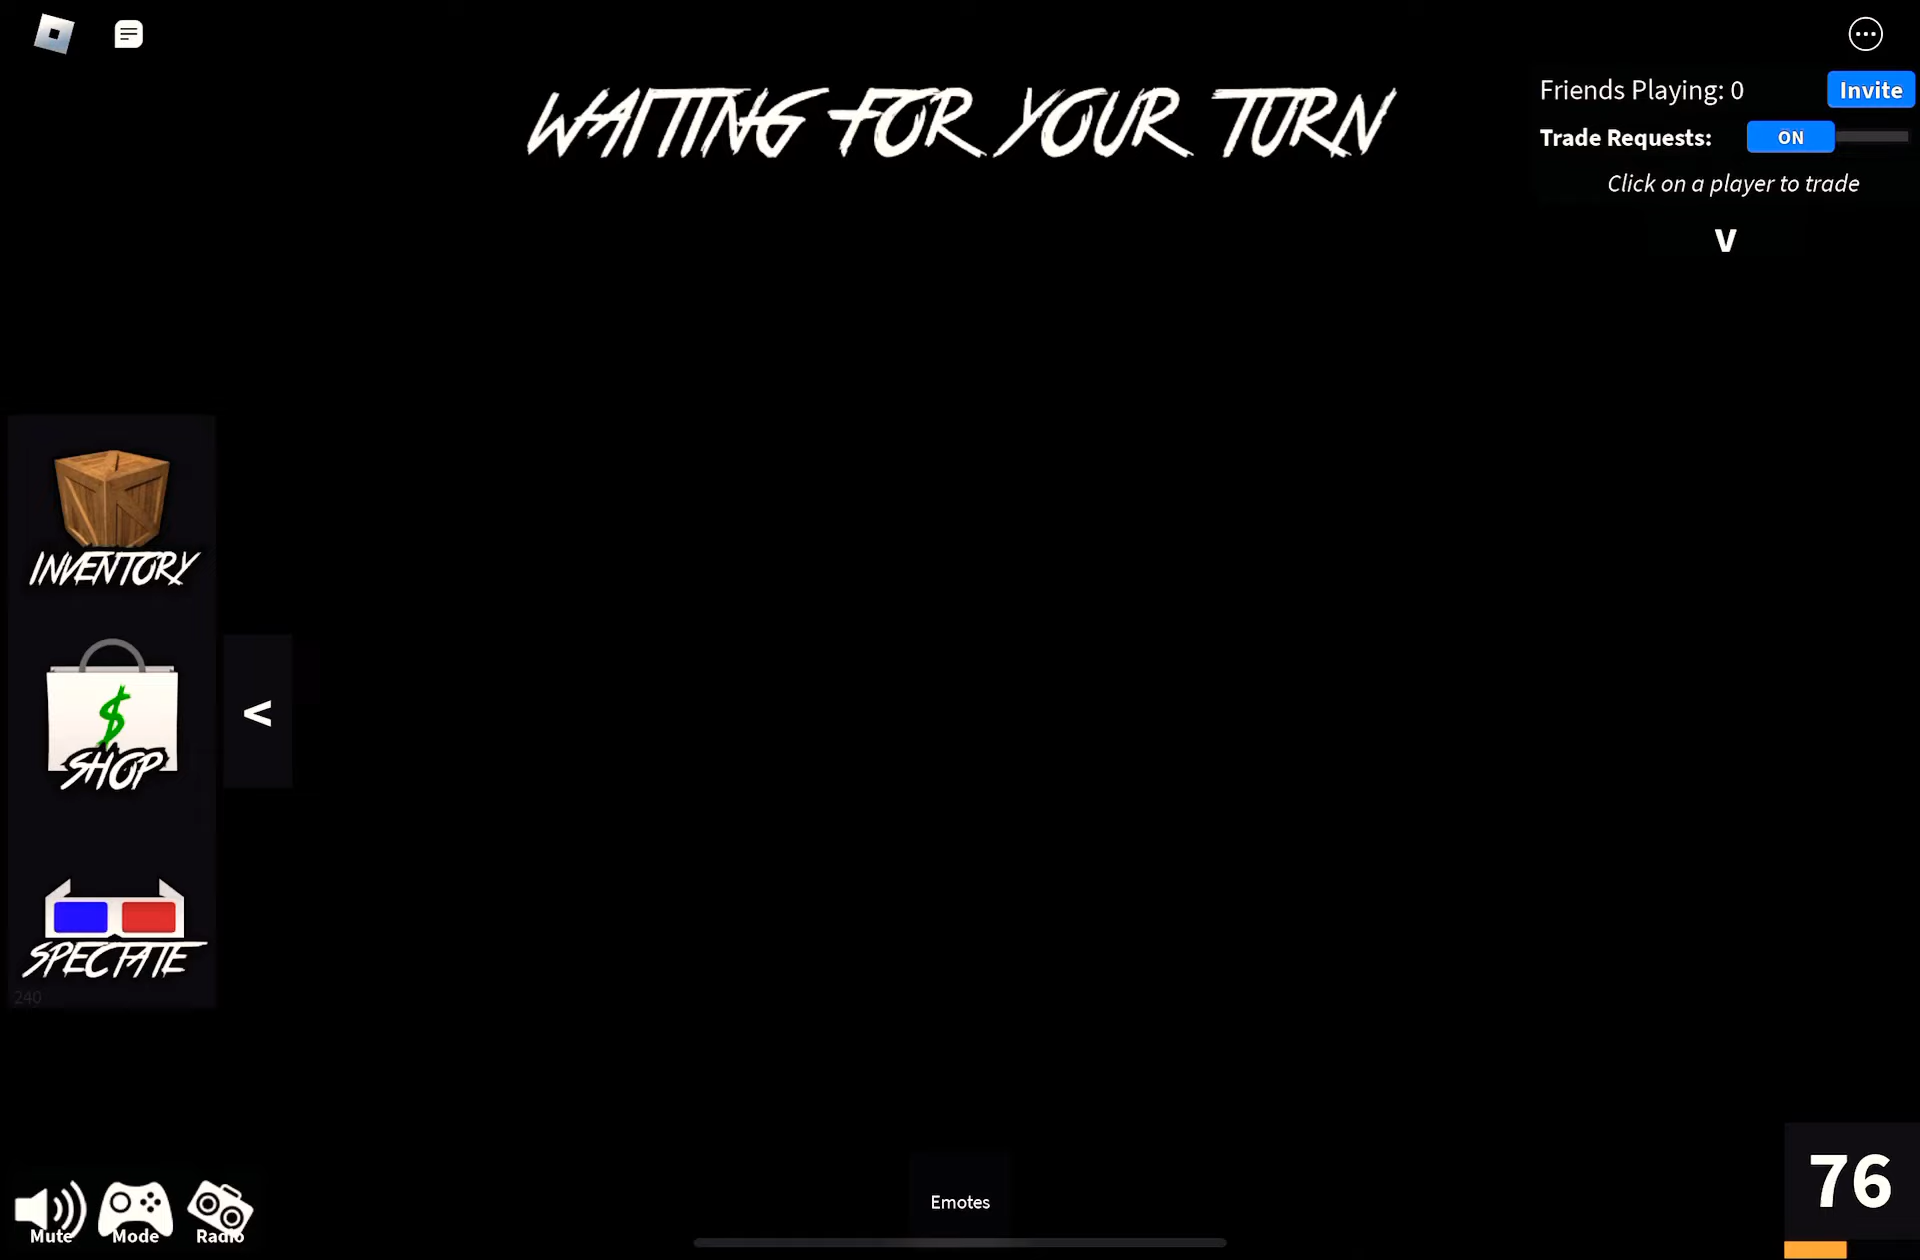 WAITING FOR YOUR TURN
Friends Playing: 0
Invite
Trade Requests:
ON
Click on a player to trade
V
INVENTORY
$
SHOP
<
SPECTATE
240
Mute
Mode
Radio
Emotes
76